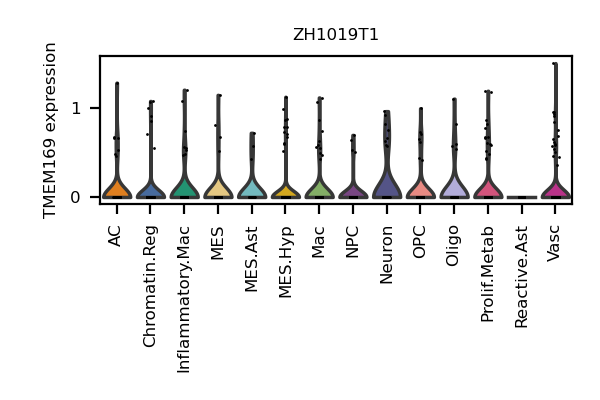 ZH1019T1
TMEM169 expression
1
0
AC
Chromatin.Reg
Inflammatory.Mac
MES
MES.Ast
MES.Hyp
Mac
NPC
Neuron
OPC
Oligo
Prolif.Metab
Reactive.Ast
Vasc